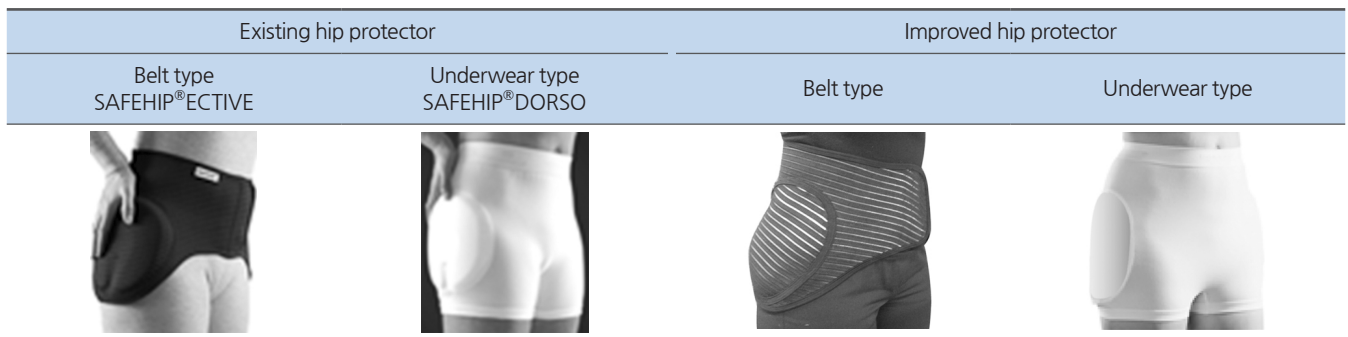 Existing hip protector
Improved hip protector
Belt type
SAFEHIP®ECTIVE
Underwear type
SAFEHIP®DORSO
Belt type
Underwear type